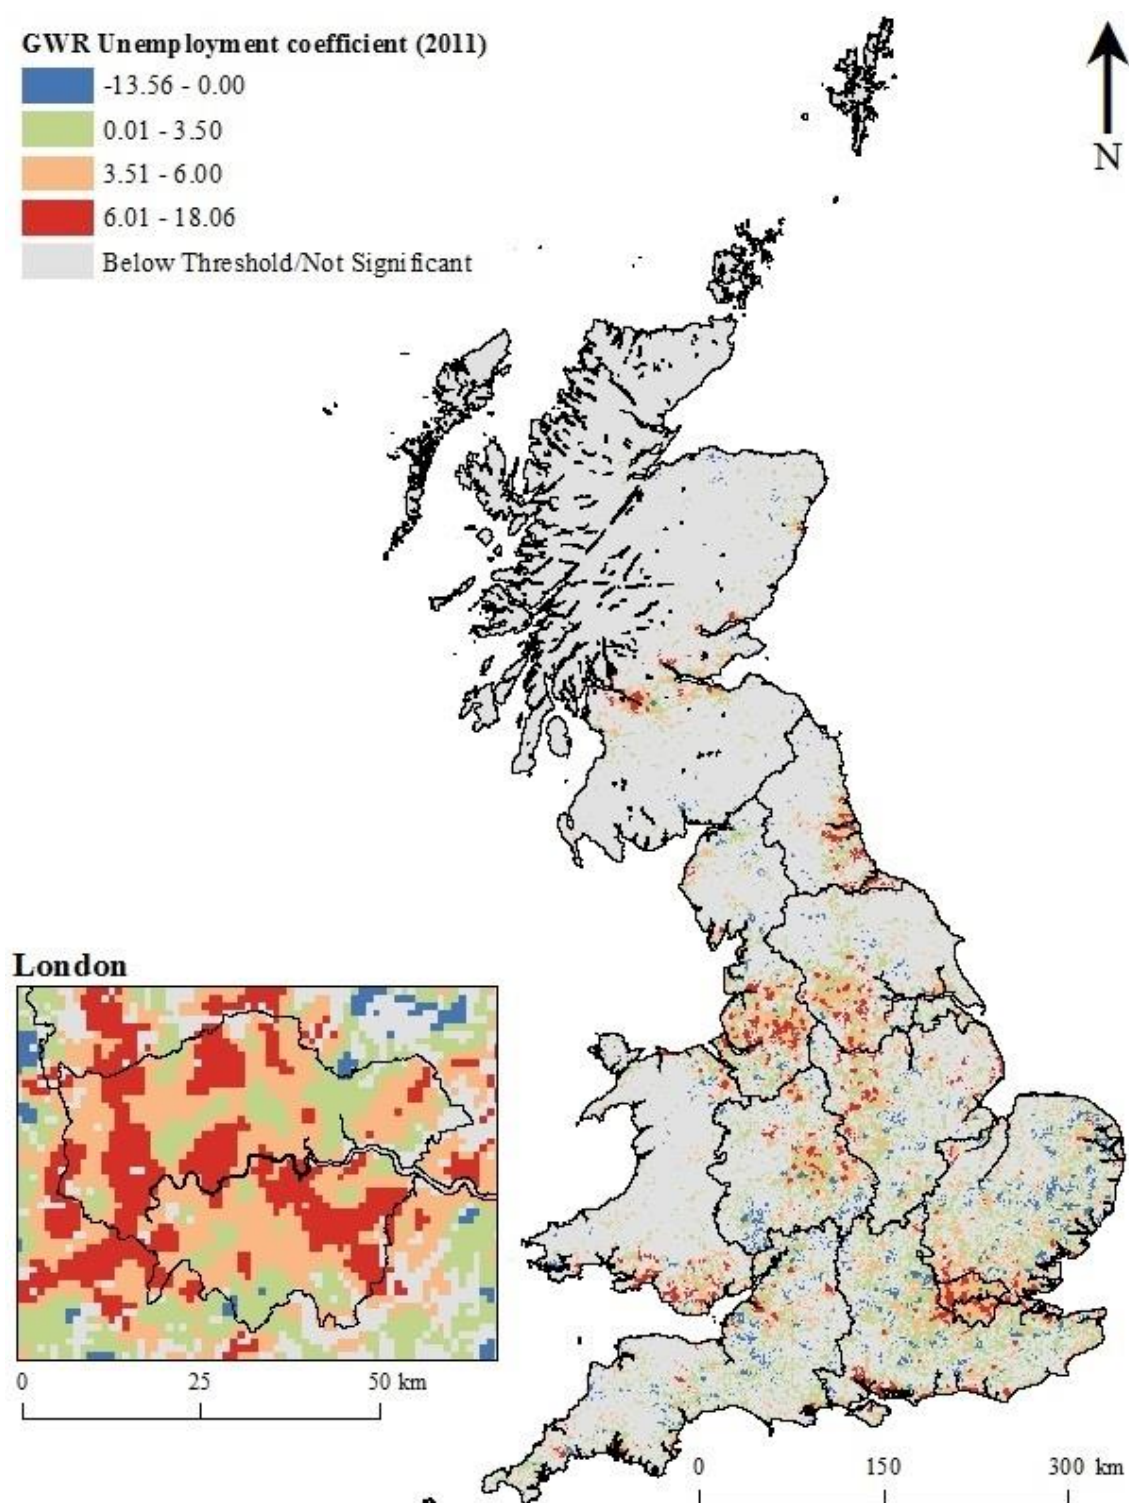 GWR Unemployment coefficient (2011)
-13.56 - 0.00
0.01 - 3.50
3.51 - 6.00
6.01 - 18.06
Below Threshold/Not Significant
N
London
0 25 50 km
0 150 300 km